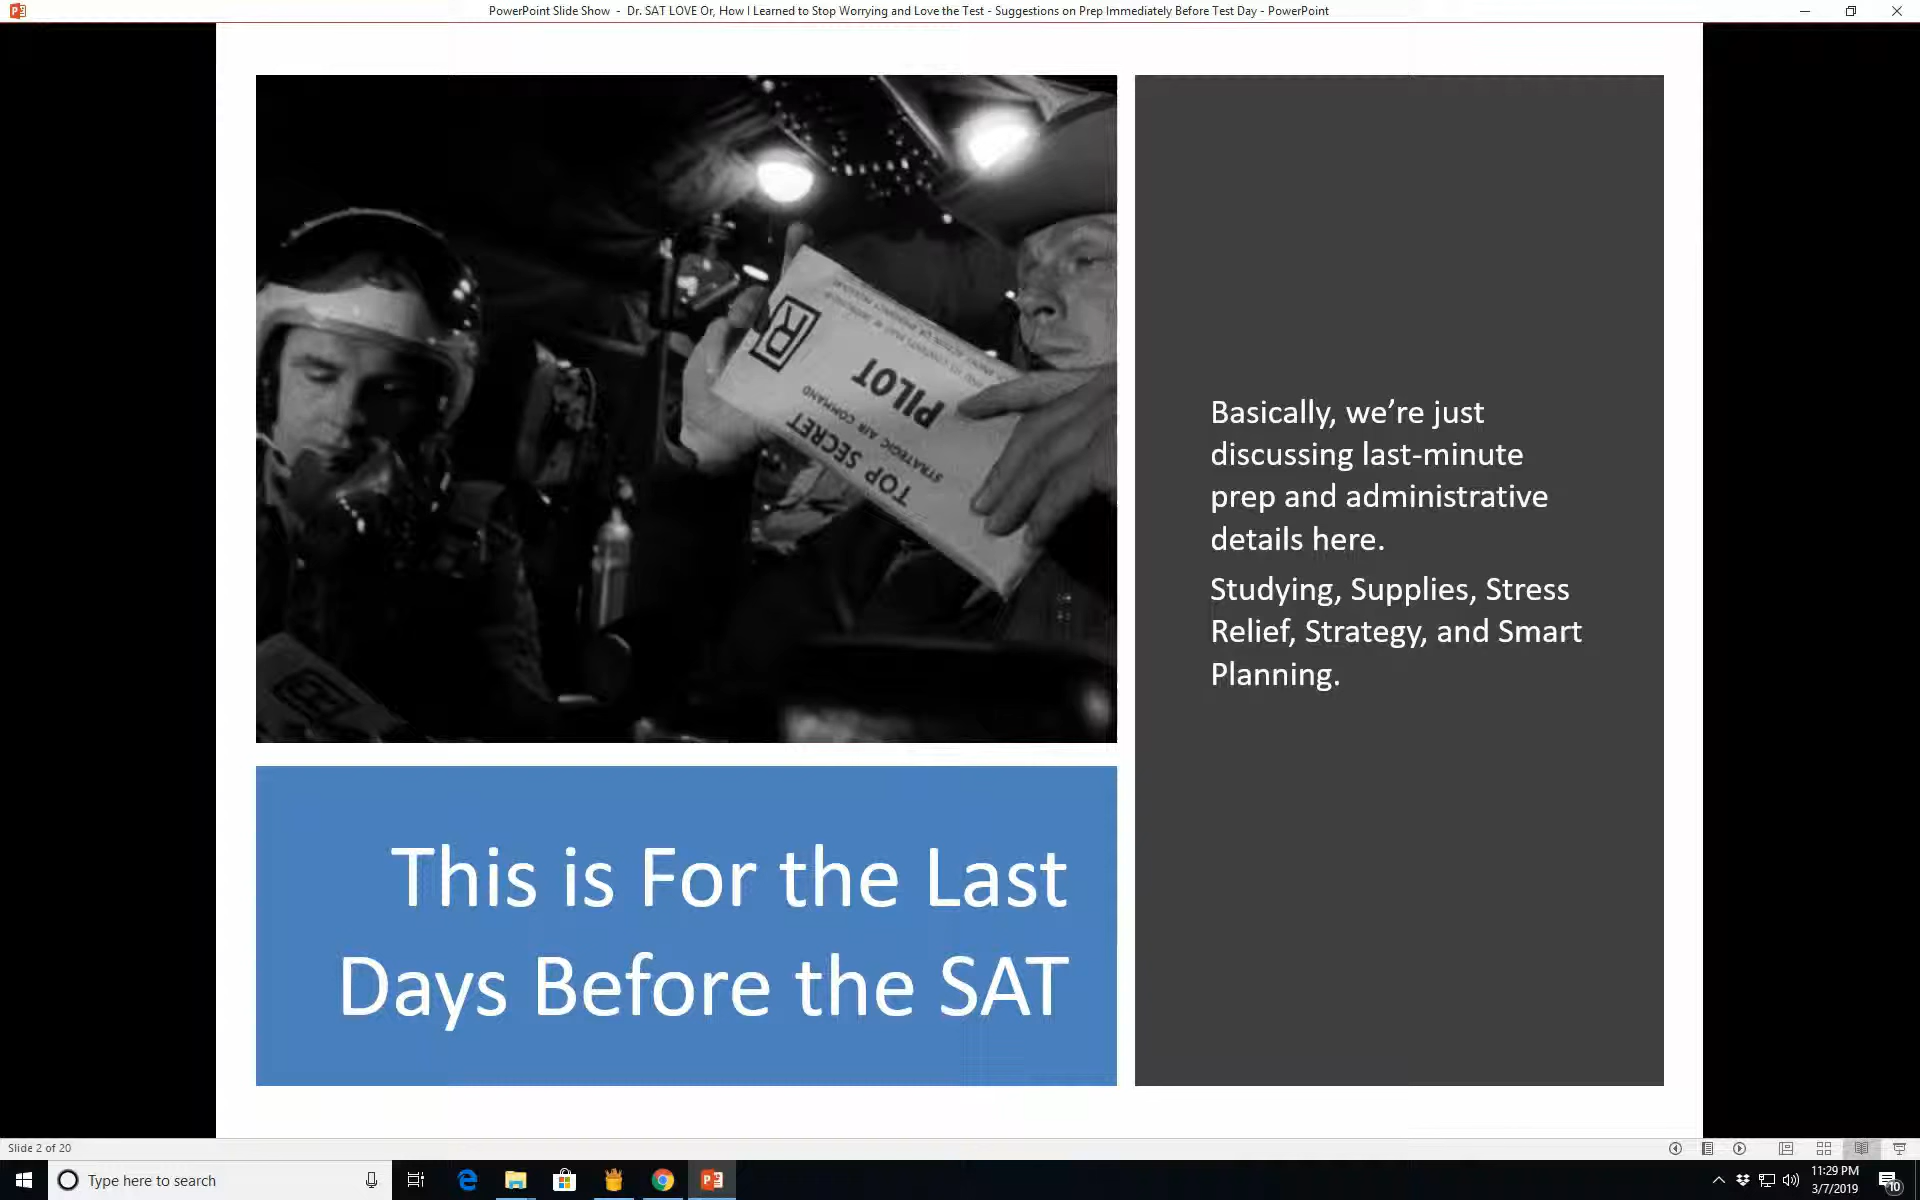 PowerPoint Slide Show - Dr. SAT LOVE Or, How I Learned to Stop Worrying and Love the Test - Suggestions on Prep Immediately Before Test Day - PowerPoint
R
PILOT
STRATEGIC AIR COMMAND
TOP SECRET
Basically, we’re just
discussing last-minute
prep and administrative
details here.
Studying, Supplies, Stress
Relief, Strategy, and Smart
Planning.
This is For the Last
Days Before the SAT
Slide 2 of 20
Type here to search
11:29 PM
3/7/2019
10